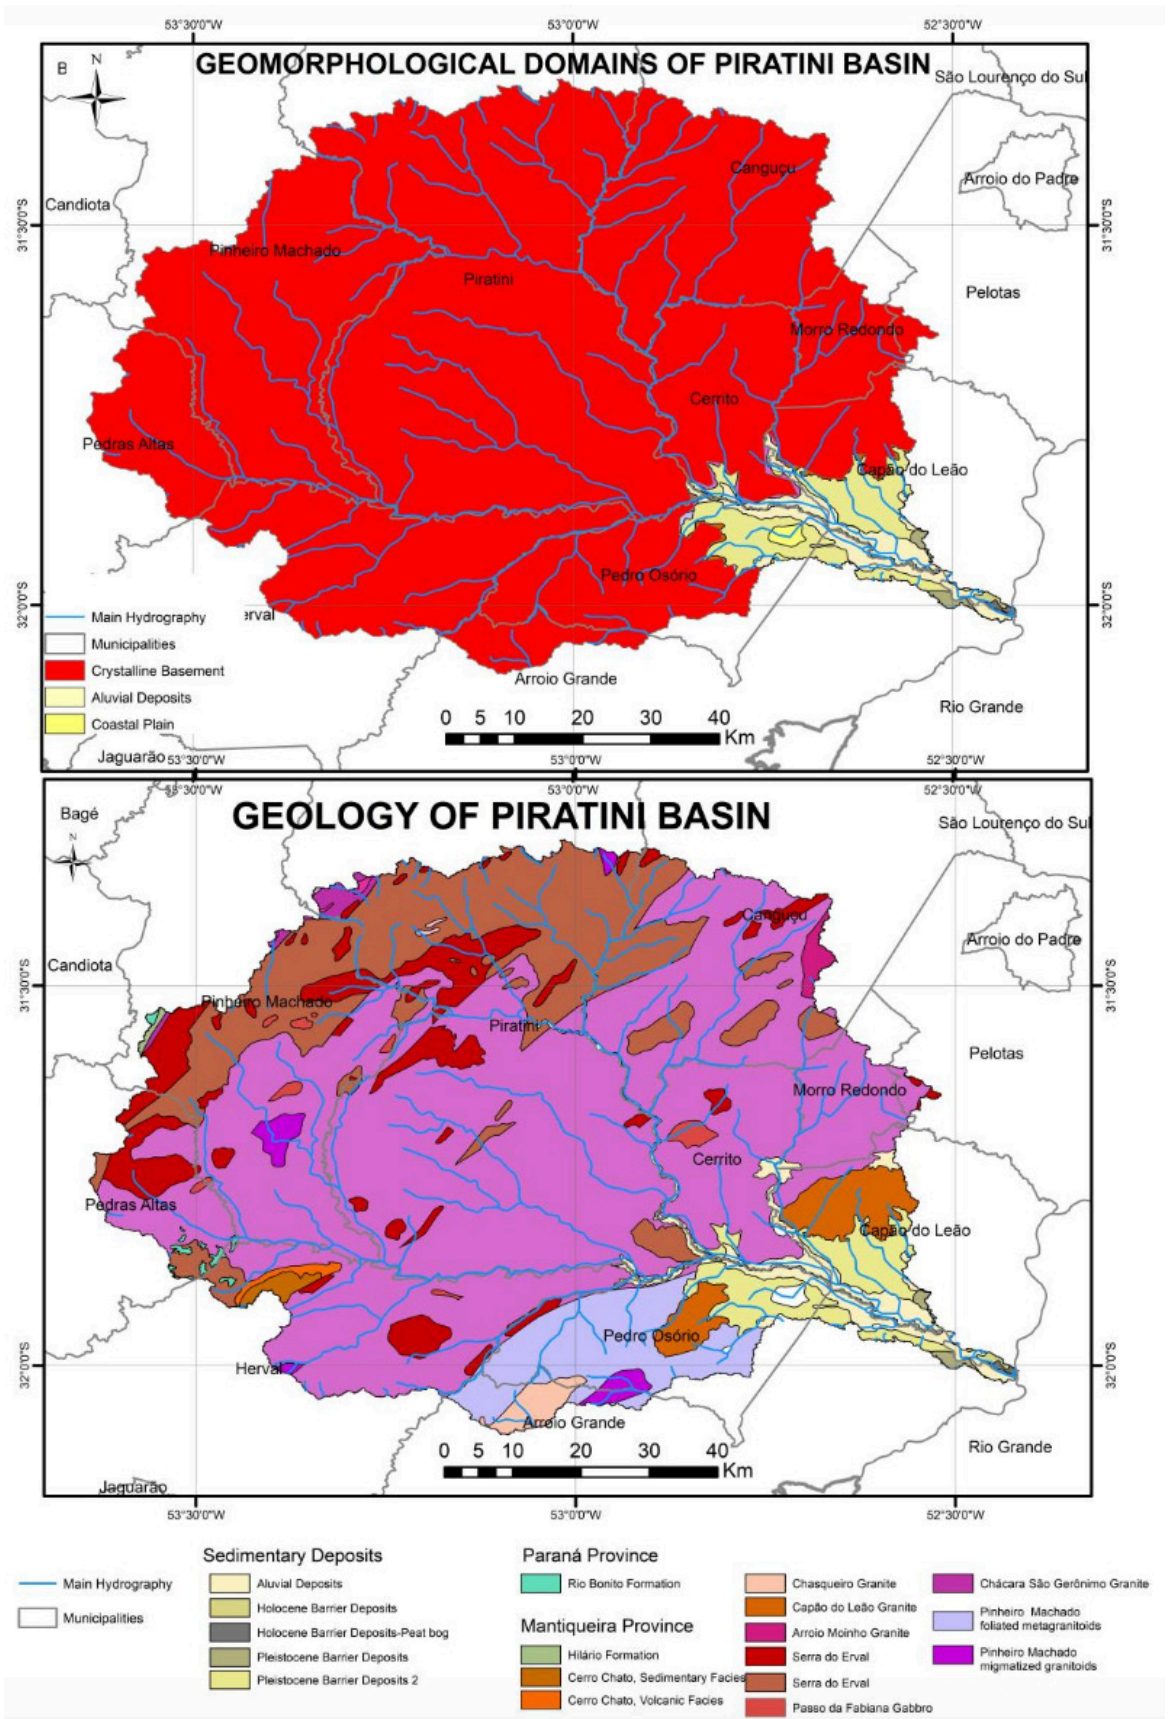 53°30'0"W 53°0'0"W 52°30'0"W
B N
GEOMORPHOLOGICAL DOMAINS OF PIRATINI BASIN
São Lourenço do Sul
Canguçu
Arroio do Padre
Candiota
31°30'0"S 31°30'0"S
Pinheiro Machado
Piratini
Pelotas
Morro Redondo
Cerrito
Pedras Altas
Capão do Leão
Pedro Osório
32°0'0"S 32°0'0"S
erval
Main Hydrography
Municipalities
Crystalline Basement
Aluvial Deposits
Coastal Plain
Arroio Grande
Rio Grande
0 5 10 20 30 40
Km
Jaguarão
53°30'0"W 53°0'0"W 52°30'0"W
Bagé
N
GEOLOGY OF PIRATINI BASIN
São Lourenço do Sul
Canguçu
Arroio do Padre
Candiota
31°30'0"S 31°30'0"S
Pinheiro Machado
Piratini
Pelotas
Morro Redondo
Cerrito
Pedras Altas
Capão do Leão
Pedro Osório
32°0'0"S 32°0'0"S
Herval
Arroio Grande
Rio Grande
0 5 10 20 30 40
Km
Jaguarão
53°30'0"W 53°0'0"W 52°30'0"W
Main Hydrography
Municipalities
Sedimentary Deposits
Aluvial Deposits
Holocene Barrier Deposits
Holocene Barrier Deposits-Peat bog
Pleistocene Barrier Deposits
Pleistocene Barrier Deposits 2
Paraná Province
Rio Bonito Formation
Mantiqueira Province
Hilário Formation
Cerro Chato, Sedimentary Facies
Cerro Chato, Volcanic Facies
Chasqueiro Granite
Capão do Leão Granite
Arroio Moinho Granite
Serra do Erval
Serra do Erval
Passo da Fabiana Gabbro
Chácara São Gerônimo Granite
Pinheiro Machado
foliated metagranitoids
Pinheiro Machado
migmatized granitoids